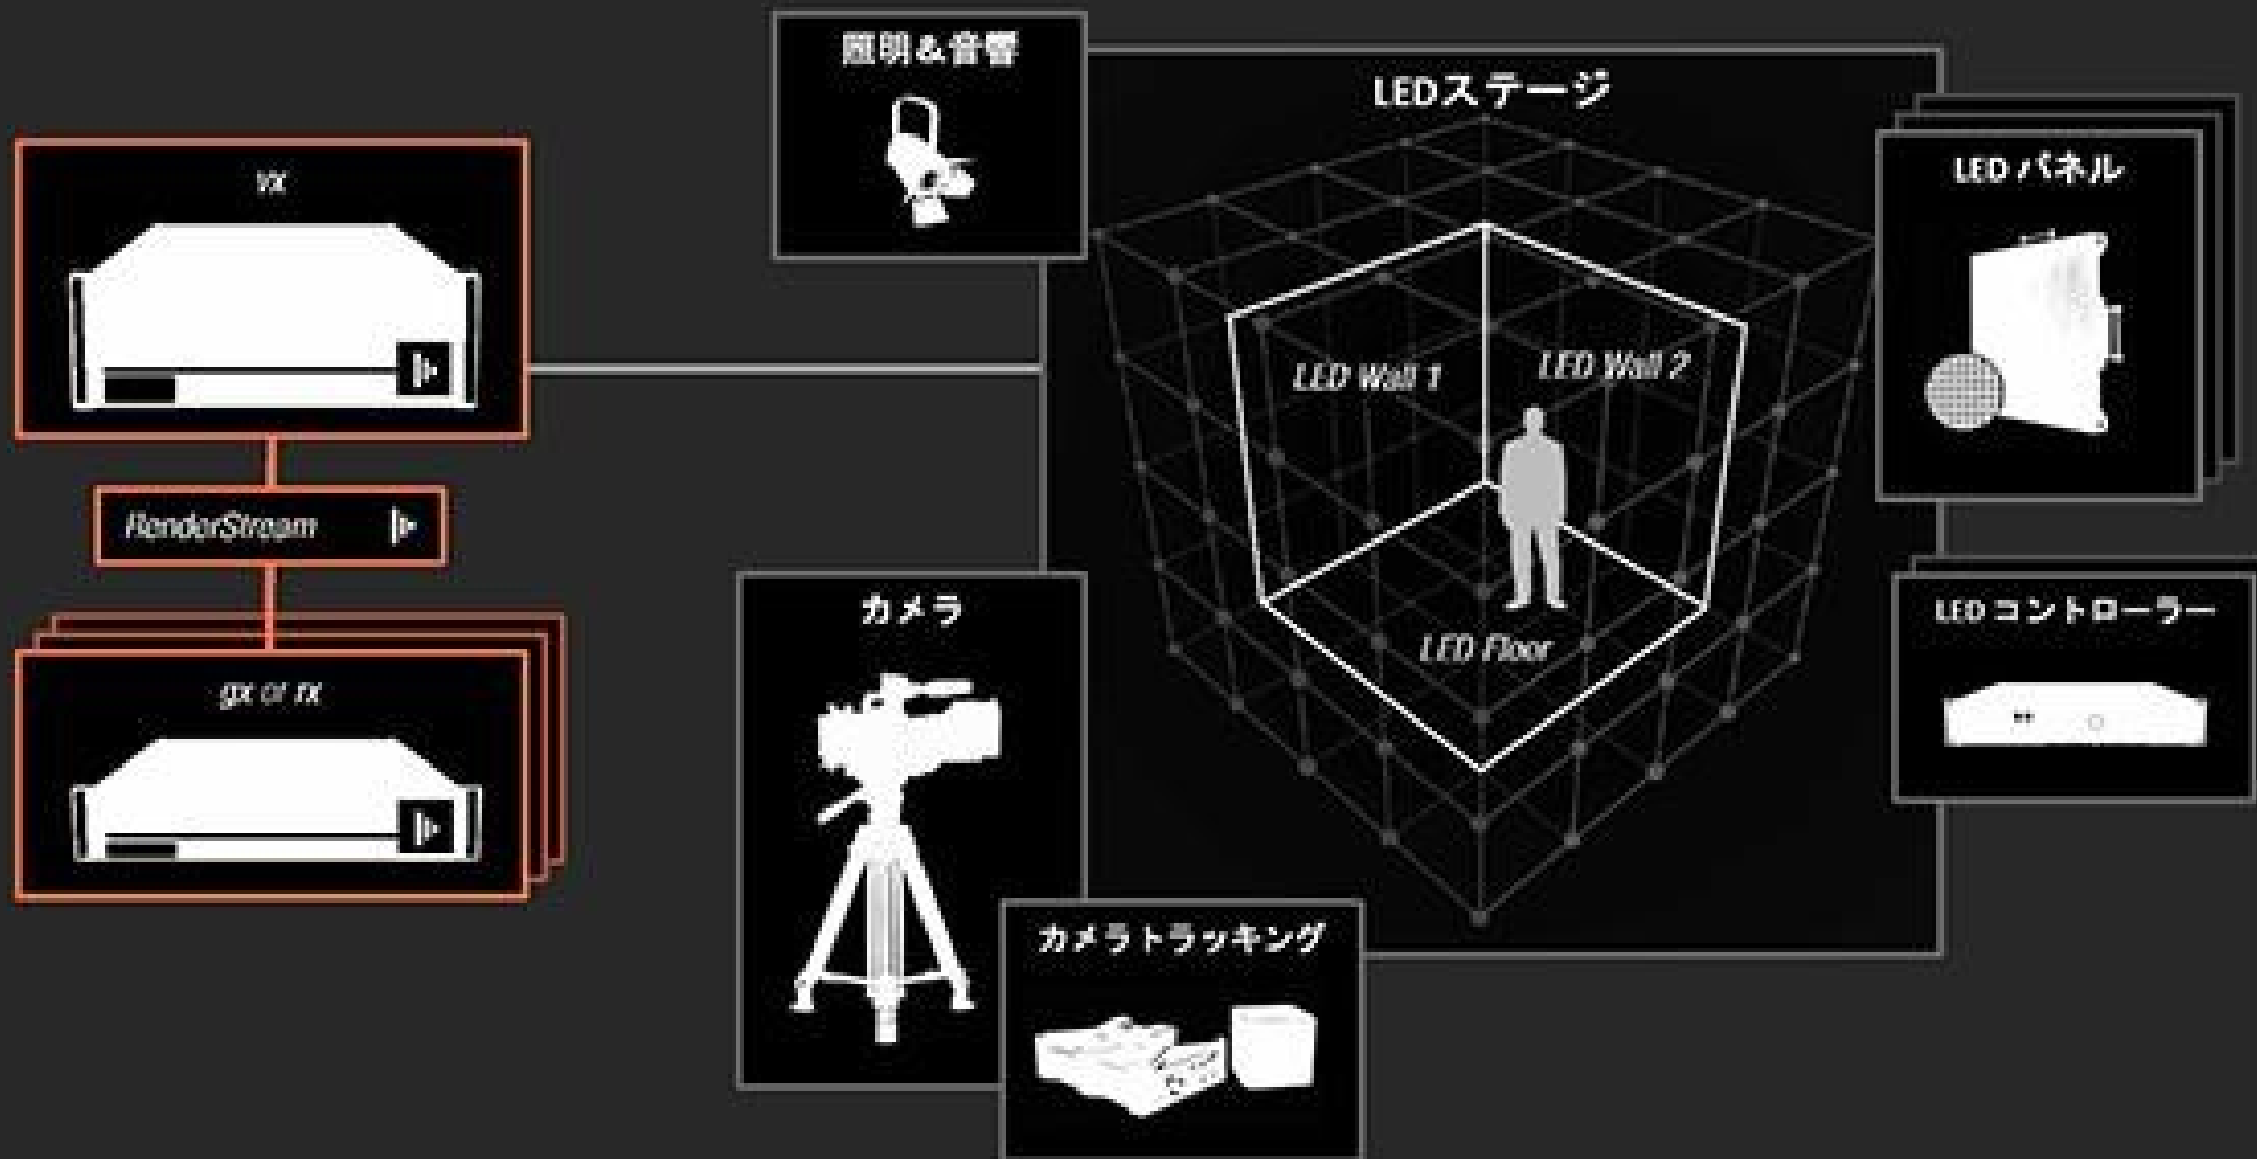 照明&音響
LEDステージ
LED パネル
vx
LED Wall 1
LED Wall 2
RenderStream
カメラ
LED コントローラー
LED Floor
gx or rx
カメラトラッキング